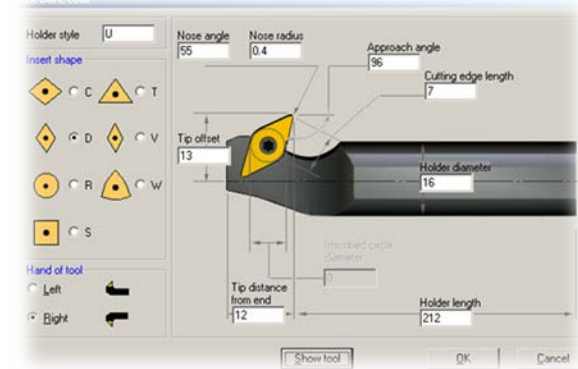 Holder style U
Insert shape
C T
D V
R W
S
Hand of tool
Left
Right
Nose angle
55
Nose radius
0.4
Approach angle
96
Cutting edge length
7
Tip offset
13
Holder diameter
16
Inscribed circle
diameter
0
Tip distance
from end
12
Holder length
212
Show tool OK Cancel